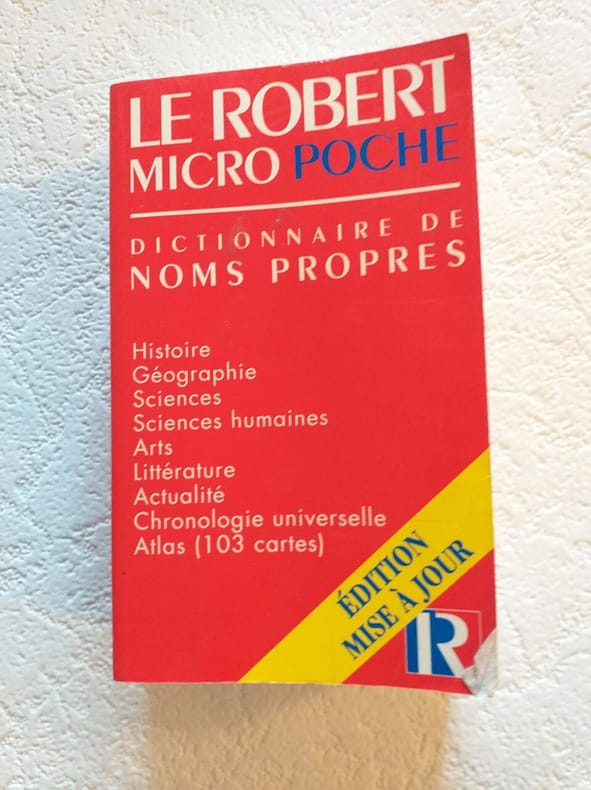 LE ROBERT
MICRO POCHE
DICTIONNAIRE DE
NOMS PROPRES
Histoire
Géographie
Sciences
Sciences humaines
Arts
Littérature
Actualité
Chronologie universelle
Atlas (103 cartes)
ÉDITION
MISE À JOUR
R